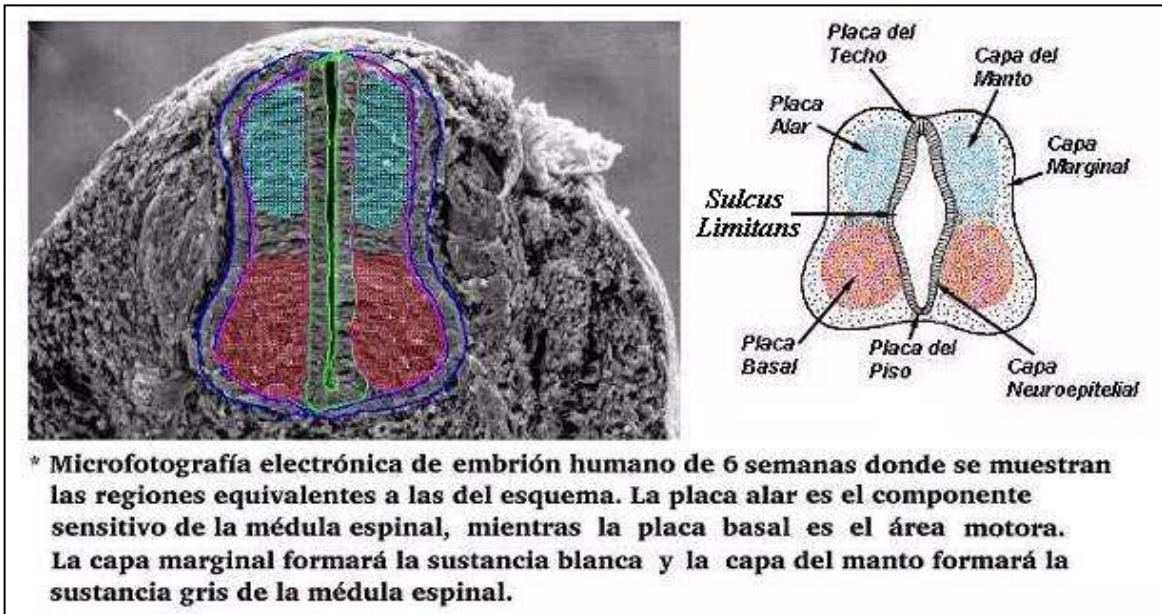 Placa del
Techo
Capa del
Manto
Placa
Alar
Capa
Marginal
Sulcus
Limitans
Placa
Basal
Placa del
Piso
Capa
Neuroepitelial
* Microfotografía electrónica de embrión humano de 6 semanas donde se muestran
las regiones equivalentes a las del esquema. La placa alar es el componente
sensitivo de la médula espinal, mientras la placa basal es el área motora.
La capa marginal formará la sustancia blanca y la capa del manto formará la
sustancia gris de la médula espinal.